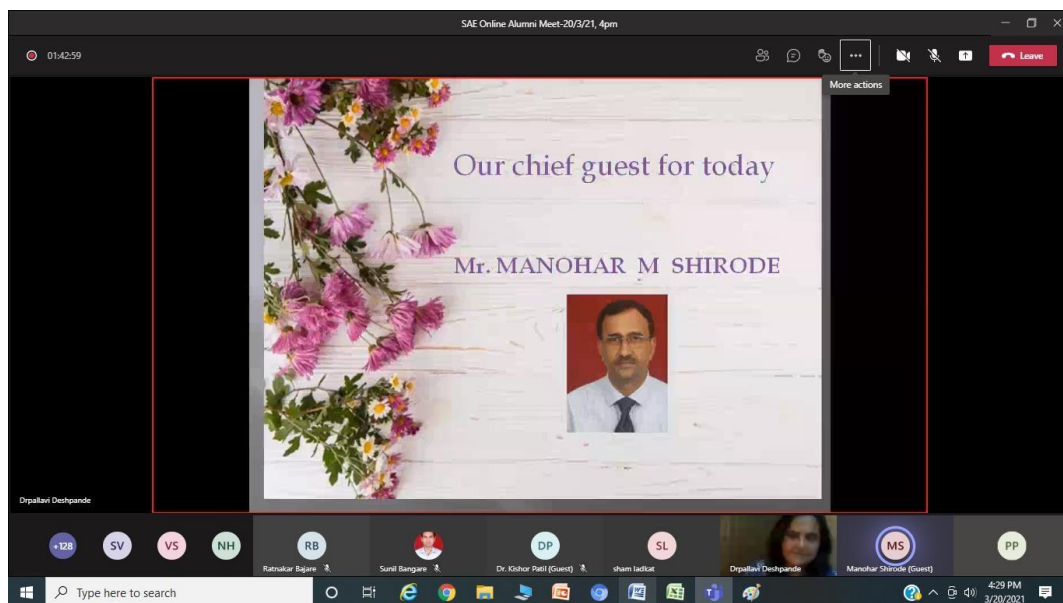 SAE Online Alumni Meet-20/3/21, 4pm
01:42:59
Leave
More actions
Our chief guest for today
Mr. MANOHAR M SHIRODE
Drpallavi Deshpande
+128
SV
VS
NH
RB
DP
SL
MS
PP
Ratnakar Bajare
Sunil Bangare
Dr. Kishor Patil (Guest)
sham ladkat
Drpallavi Deshpande
Manohar Shirode (Guest)
Type here to search
4:29 PM
3/20/2021